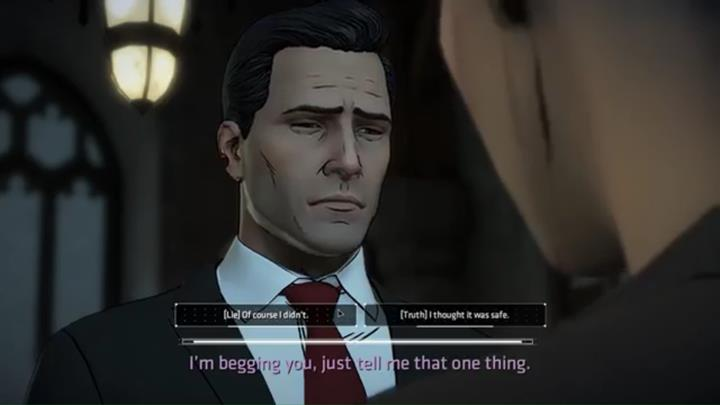 [Lie] Of course I didn't.
[Truth] I thought it was safe.
I'm begging you, just tell me that one thing.